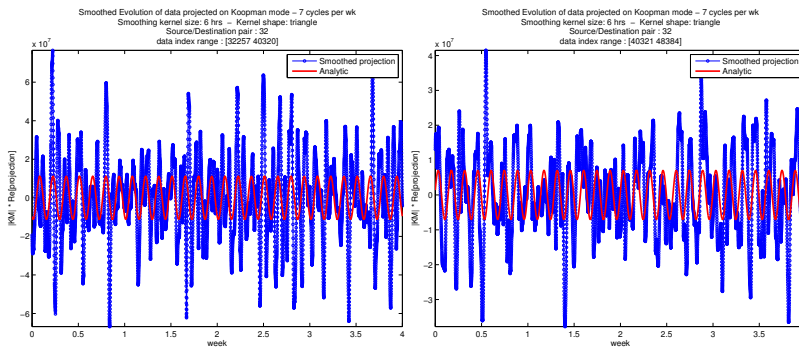 Smoothed Evolution of data projected on Koopman mode – 7 cycles per wk
Smoothing kernel size: 6 hrs – Kernel shape: triangle
Source/Destination pair : 32
data index range : [32257 40320]
x 10^7
Smoothed projection
Analytic
6
4
2
0
−2
−4
−6
|KM| * Re[projection]
0 0.5 1 1.5 2 2.5 3 3.5 4
week
Smoothed Evolution of data projected on Koopman mode – 7 cycles per wk
Smoothing kernel size: 6 hrs – Kernel shape: triangle
Source/Destination pair : 32
data index range : [40321 48384]
x 10^7
Smoothed projection
Analytic
4
3
2
1
0
−1
−2
−3
|KM| * Re[projection]
0 0.5 1 1.5 2 2.5 3 3.5
week